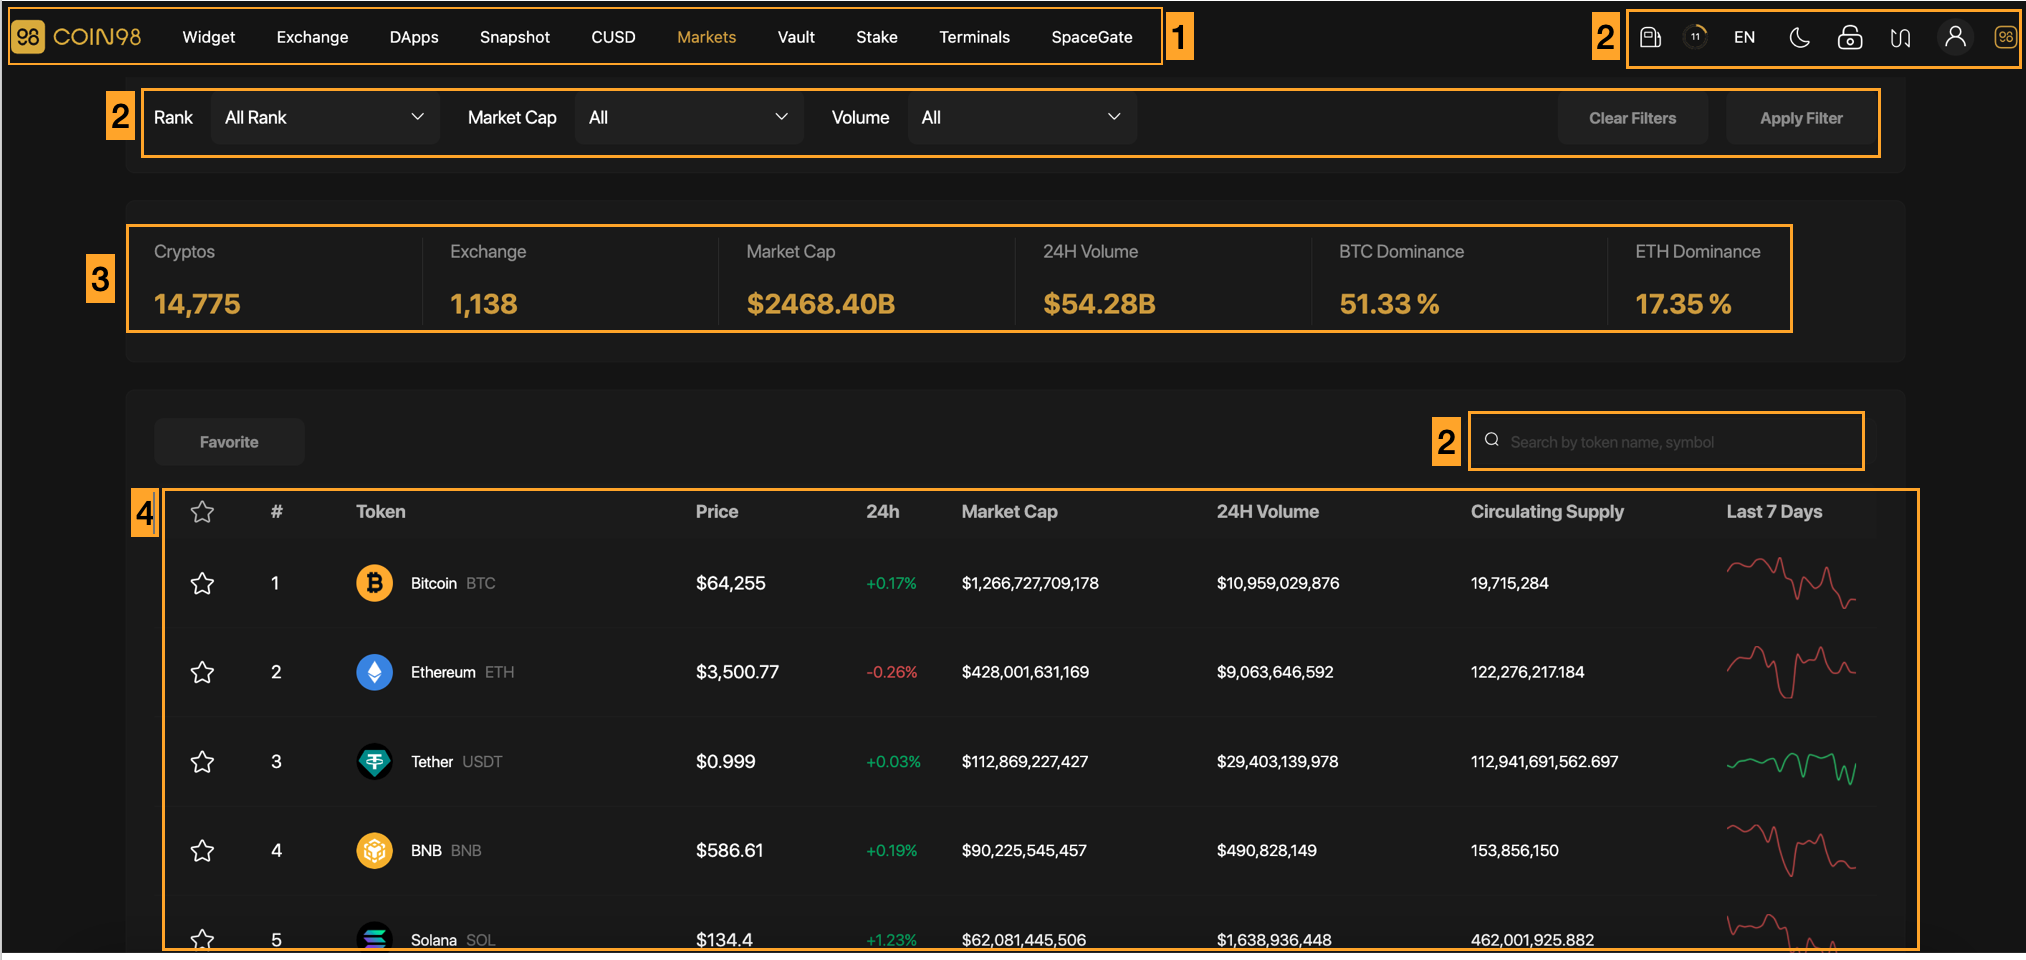 98 COIN98 Widget Exchange DApps Snapshot CUSD Markets Vault Stake Terminals SpaceGate 1 2 11 EN 98
2 Rank All Rank Market Cap All Volume All Clear Filters Apply Filter
Cryptos Exchange Market Cap 24H Volume BTC Dominance ETH Dominance
3
14,775 1,138 $2468.40B $54.28B 51.33 % 17.35 %
Favorite 2 Search by token name, symbol
4 # Token Price 24h Market Cap 24H Volume Circulating Supply Last 7 Days
1 Bitcoin BTC $64,255 +0.17% $1,266,727,709,178 $10,959,029,876 19,715,284
2 Ethereum ETH $3,500.77 -0.26% $428,001,631,169 $9,063,646,592 122,276,217.184
3 Tether USDT $0.999 +0.03% $112,869,227,427 $29,403,139,978 112,941,691,562.697
4 BNB BNB $586.61 +0.19% $90,225,545,457 $490,828,149 153,856,150
5 Solana SOL $134.4 +1.23% $62,081,445,506 $1,638,936,448 462,001,925.882